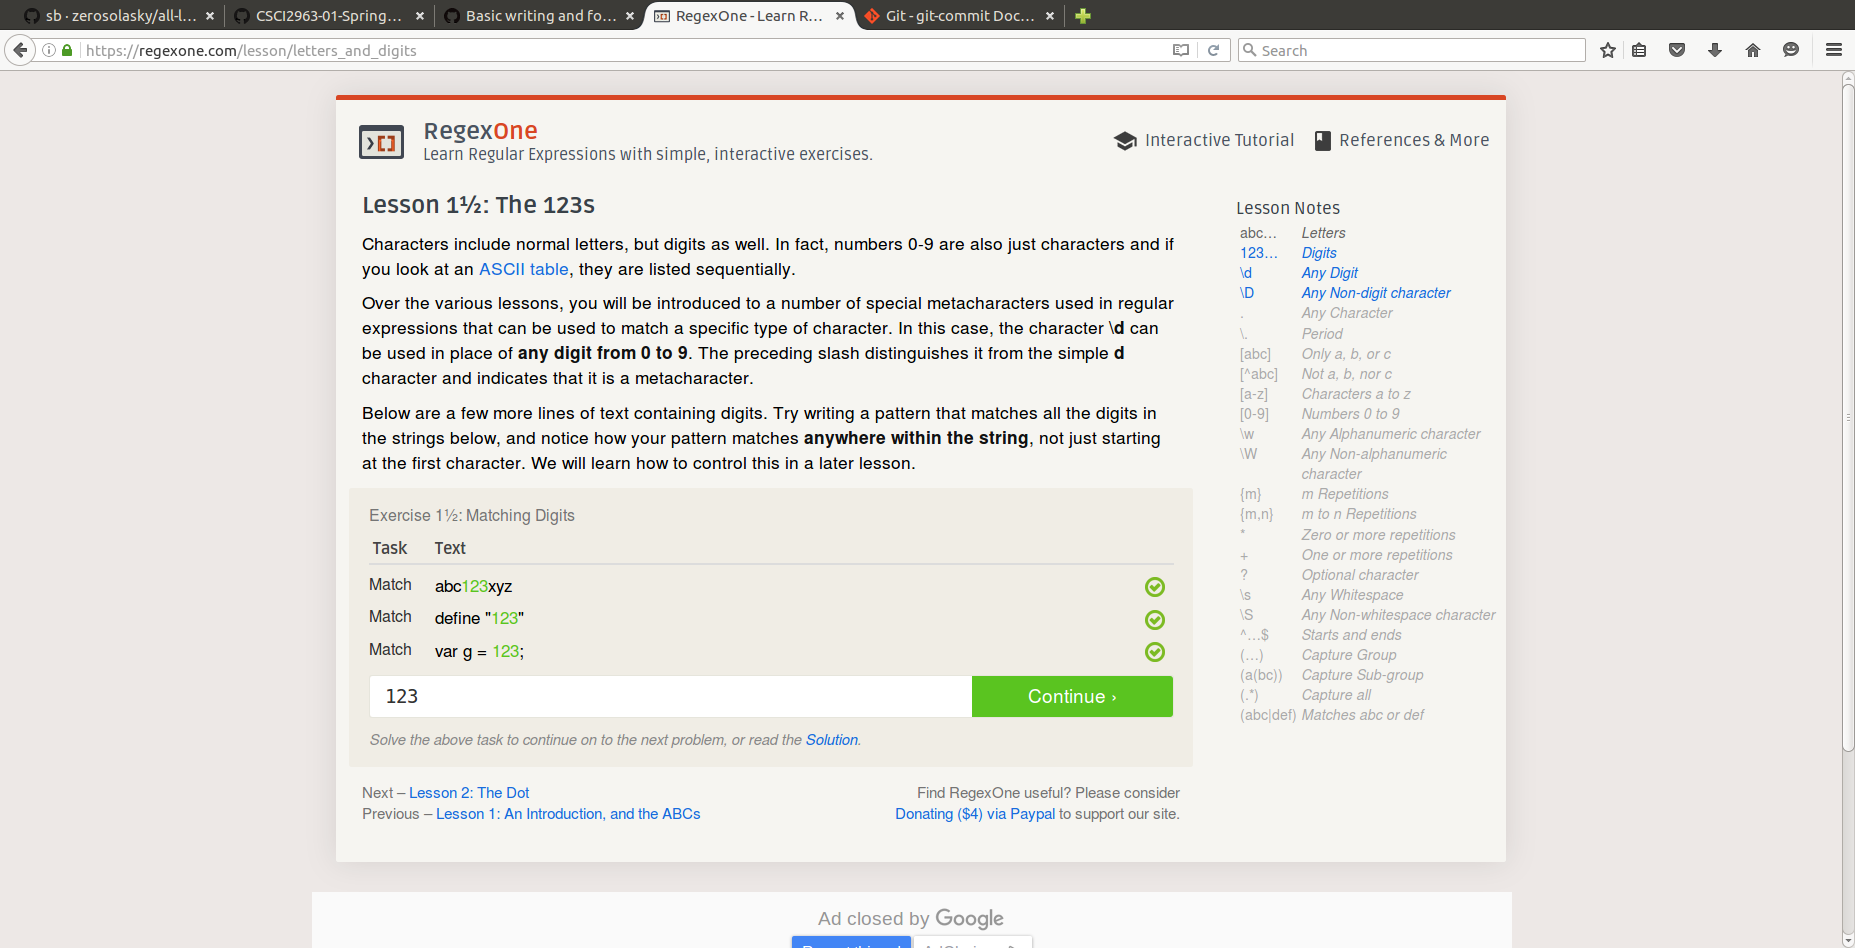 sb · zerosolasky/all-l...
CSCI2963-01-Spring...
Basic writing and fo...
RegexOne - Learn R...
Git - git-commit Doc...
https://regexone.com/lesson/letters_and_digits
Search
RegexOne
Learn Regular Expressions with simple, interactive exercises.
Interactive Tutorial
References & More
Lesson 1½: The 123s
Characters include normal letters, but digits as well. In fact, numbers 0-9 are also just characters and if
you look at an ASCII table, they are listed sequentially.
Over the various lessons, you will be introduced to a number of special metacharacters used in regular
expressions that can be used to match a specific type of character. In this case, the character \d can
be used in place of any digit from 0 to 9. The preceding slash distinguishes it from the simple d
character and indicates that it is a metacharacter.
Below are a few more lines of text containing digits. Try writing a pattern that matches all the digits in
the strings below, and notice how your pattern matches anywhere within the string, not just starting
at the first character. We will learn how to control this in a later lesson.
Exercise 1½: Matching Digits
Task Text
Match abc123xyz
Match define "123"
Match var g = 123;
123
Continue ›
Solve the above task to continue on to the next problem, or read the Solution.
Next – Lesson 2: The Dot
Previous – Lesson 1: An Introduction, and the ABCs
Find RegexOne useful? Please consider
Donating ($4) via Paypal to support our site.
Lesson Notes
abc… Letters
123… Digits
\d Any Digit
\D Any Non-digit character
. Any Character
\. Period
[abc] Only a, b, or c
[^abc] Not a, b, nor c
[a-z] Characters a to z
[0-9] Numbers 0 to 9
\w Any Alphanumeric character
\W Any Non-alphanumeric
character
{m} m Repetitions
{m,n} m to n Repetitions
* Zero or more repetitions
+ One or more repetitions
? Optional character
\s Any Whitespace
\S Any Non-whitespace character
^…$ Starts and ends
(…) Capture Group
(a(bc)) Capture Sub-group
(.*) Capture all
(abc|def) Matches abc or def
Ad closed by Google